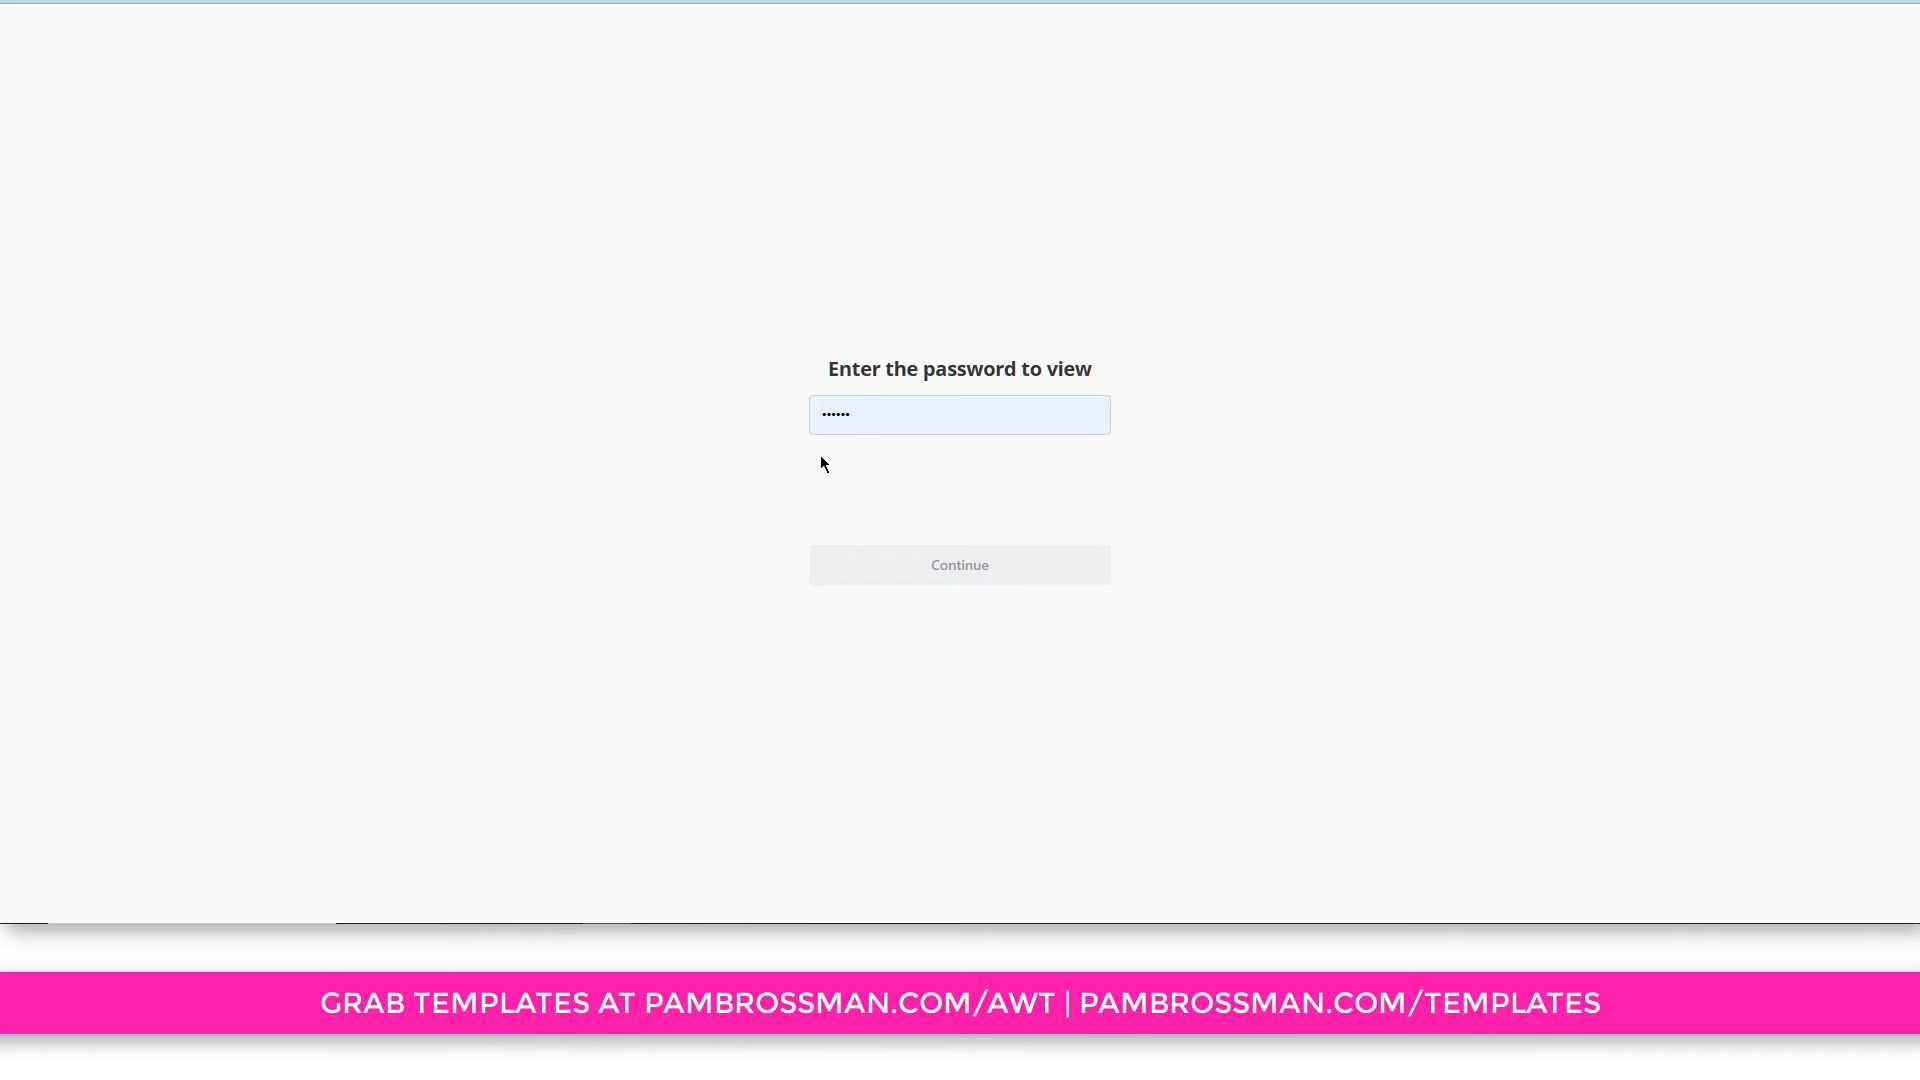 Enter the password to view
••••••
Continue
GRAB TEMPLATES AT PAMBROSSMAN.COM/AWT | PAMBROSSMAN.COM/TEMPLATES